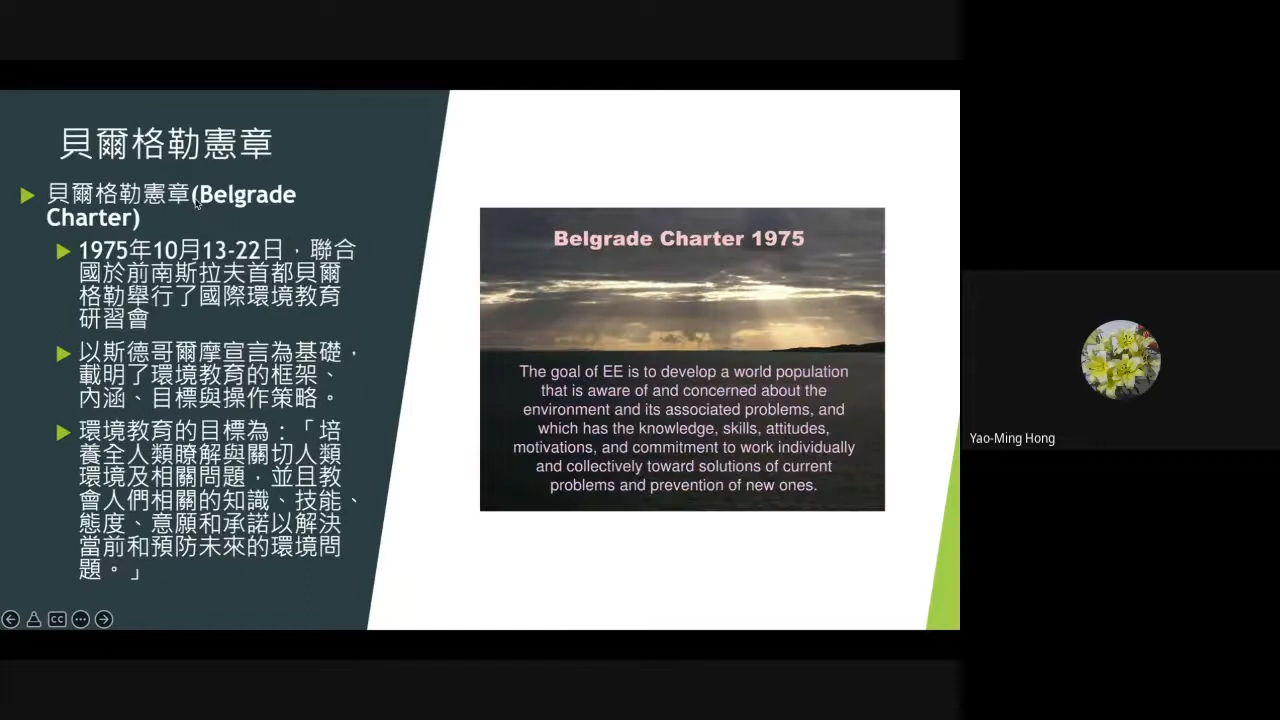 貝爾格勒憲章
貝爾格勒憲章(Belgrade
Charter)
1975年10月13-22日，聯合
國於前南斯拉夫首都貝爾
格勒舉行了國際環境教育
研習會
以斯德哥爾摩宣言為基礎，
載明了環境教育的框架、
內涵、目標與操作策略。
環境教育的目標為：「培
養全人類瞭解與關切人類
環境及相關問題，並且教
會人們相關的知識、技能、
態度、意願和承諾以解決
當前和預防未來的環境問
題。」
Belgrade Charter 1975
The goal of EE is to develop a world population
that is aware of and concerned about the
environment and its associated problems, and
which has the knowledge, skills, attitudes,
motivations, and commitment to work individually
and collectively toward solutions of current
problems and prevention of new ones.
Yao-Ming Hong
CC